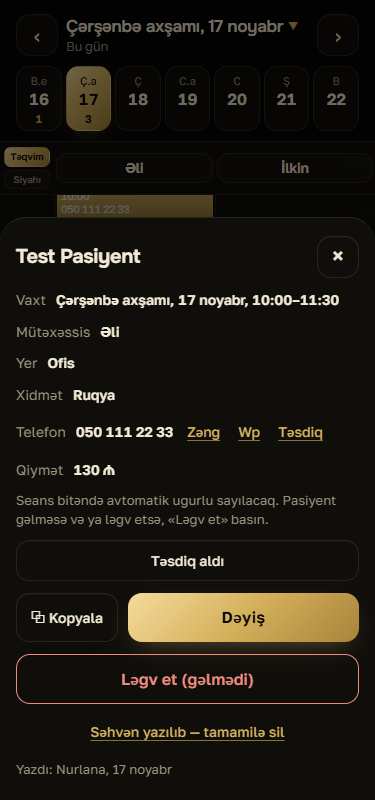 ‹
Çərşənbə axşamı, 17 noyabr ▼
Bu gün
›
B.e
16
1
Ç.a
17
3
Ç
18
C.a
19
C
20
Ş
21
B
22
Təqvim
Siyahı
Əli
İlkin
10:00
050 111 22 33
Test Pasiyent
×
Vaxt Çərşənbə axşamı, 17 noyabr, 10:00–11:30
Mütəxəssis Əli
Yer Ofis
Xidmət Ruqya
Telefon 050 111 22 33 Zəng Wp Təsdiq
Qiymət 130 ₼
Seans bitəndə avtomatik uğurlu sayılacaq. Pasiyent
gəlməsə və ya ləğv etsə, «Ləğv et» basın.
Təsdiq aldı
Kopyala
Dəyiş
Ləğv et (gəlmədi)
Səhvən yazılıb — tamamilə sil
Yazdı: Nurlana, 17 noyabr